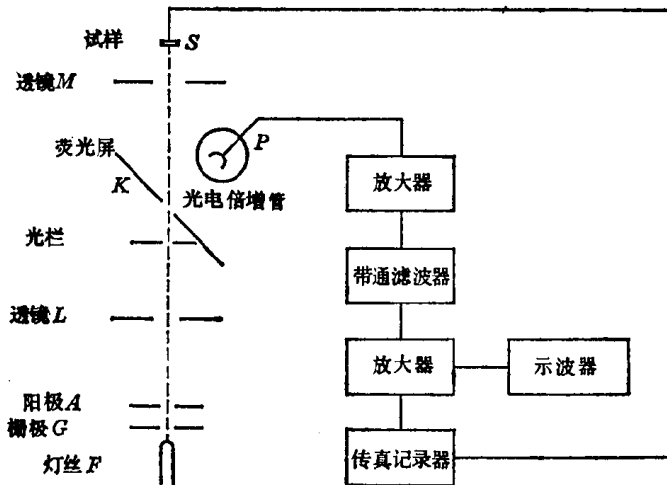 试样 S
透镜M
荧光屏
K
P
光电倍增管
放大器
光栏
带通滤波器
透镜L
放大器
示波器
阳极A
栅极G
灯丝F
传真记录器